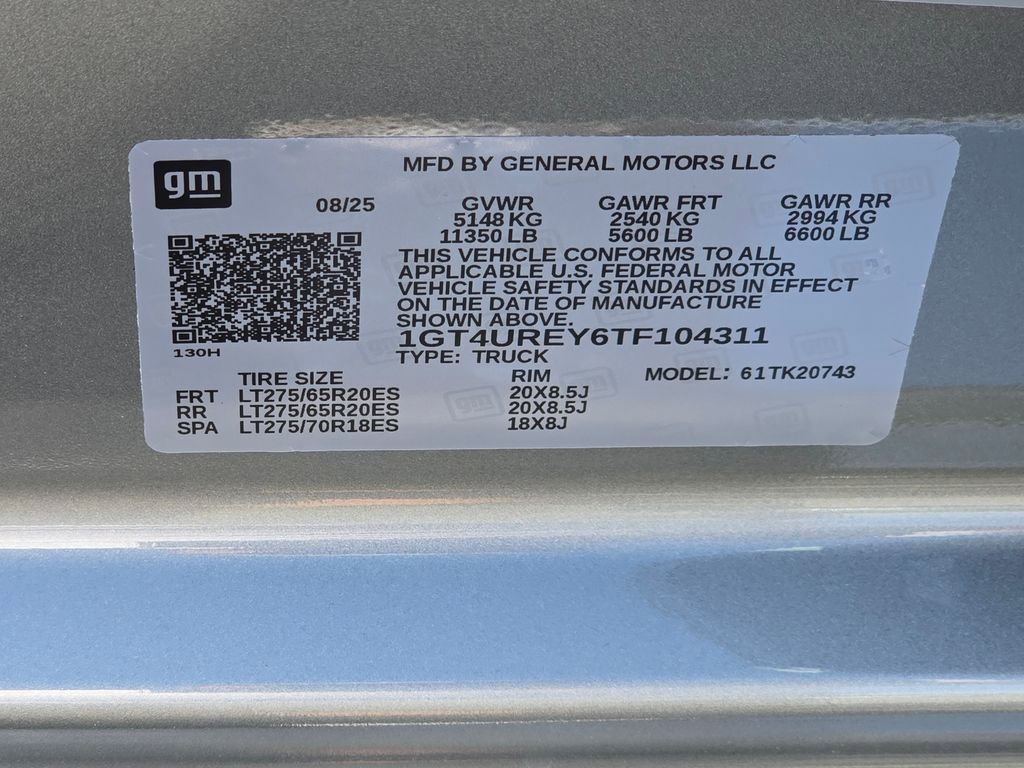 gm
MFD BY GENERAL MOTORS LLC
08/25
GVWR GAWR FRT GAWR RR
5148 KG 2540 KG 2994 KG
11350 LB 5600 LB 6600 LB
THIS VEHICLE CONFORMS TO ALL
APPLICABLE U.S. FEDERAL MOTOR
VEHICLE SAFETY STANDARDS IN EFFECT
ON THE DATE OF MANUFACTURE
SHOWN ABOVE.
1GT4UREY6TF104311
130H
TYPE: TRUCK
TIRE SIZE RIM MODEL: 61TK20743
FRT LT275/65R20ES 20X8.5J
RR LT275/65R20ES 20X8.5J
SPA LT275/70R18ES 18X8J